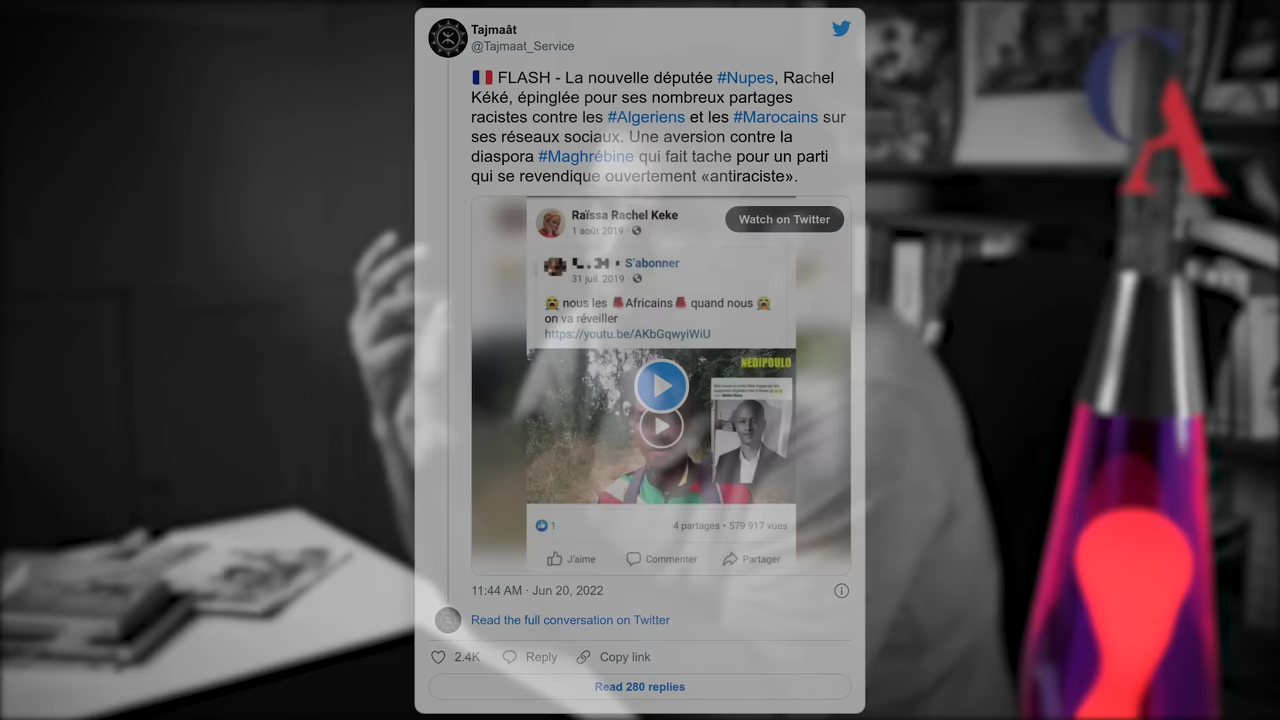 Tajmaât
@Tajmaat_Service
🇫🇷 FLASH - La nouvelle députée #Nupes, Rachel
Kéké, épinglée pour ses nombreux partages
racistes contre les #Algeriens et les #Marocains sur
ses réseaux sociaux. Une aversion contre la
diaspora #Maghrébine qui fait tache pour un parti
qui se revendique ouvertement «antiraciste».
Raïssa Rachel Keke
1 août 2019
Watch on Twitter
S'abonner
31 juil. 2019
😭 nous les Africains quand nous 😭
on va réveiller
https://youtu.be/AKbGqwyiWiU
NEDIPOULO
1
4 partages • 579 917 vues
J'aime
Commenter
Partager
11:44 AM · Jun 20, 2022
Read the full conversation on Twitter
2.4K
Reply
Copy link
Read 280 replies
CA